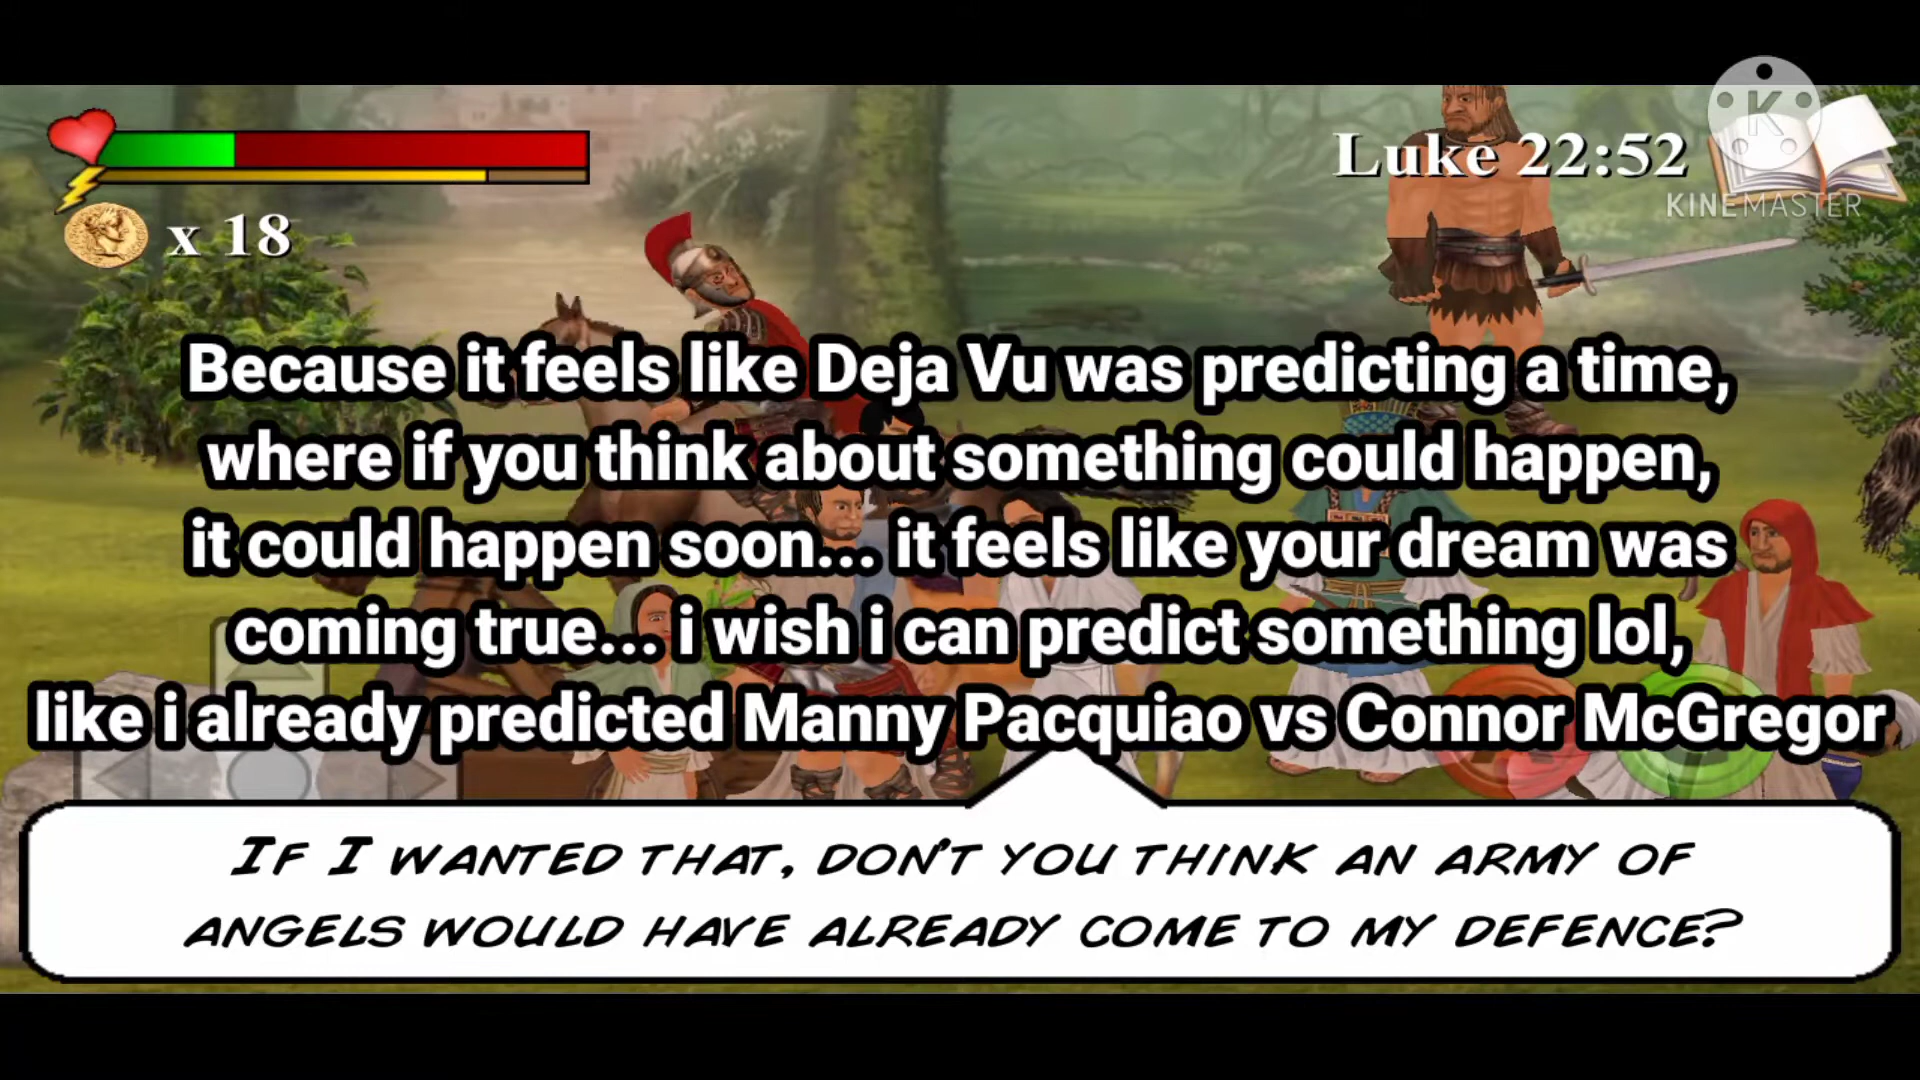 Luke 22:52
KINEMASTER
x 18
Because it feels like Deja Vu was predicting a time,
where if you think about something could happen,
it could happen soon... it feels like your dream was
coming true... i wish i can predict something lol,
like i already predicted Manny Pacquiao vs Connor McGregor
IF I WANTED THAT, DON'T YOU THINK AN ARMY OF
ANGELS WOULD HAVE ALREADY COME TO MY DEFENCE?